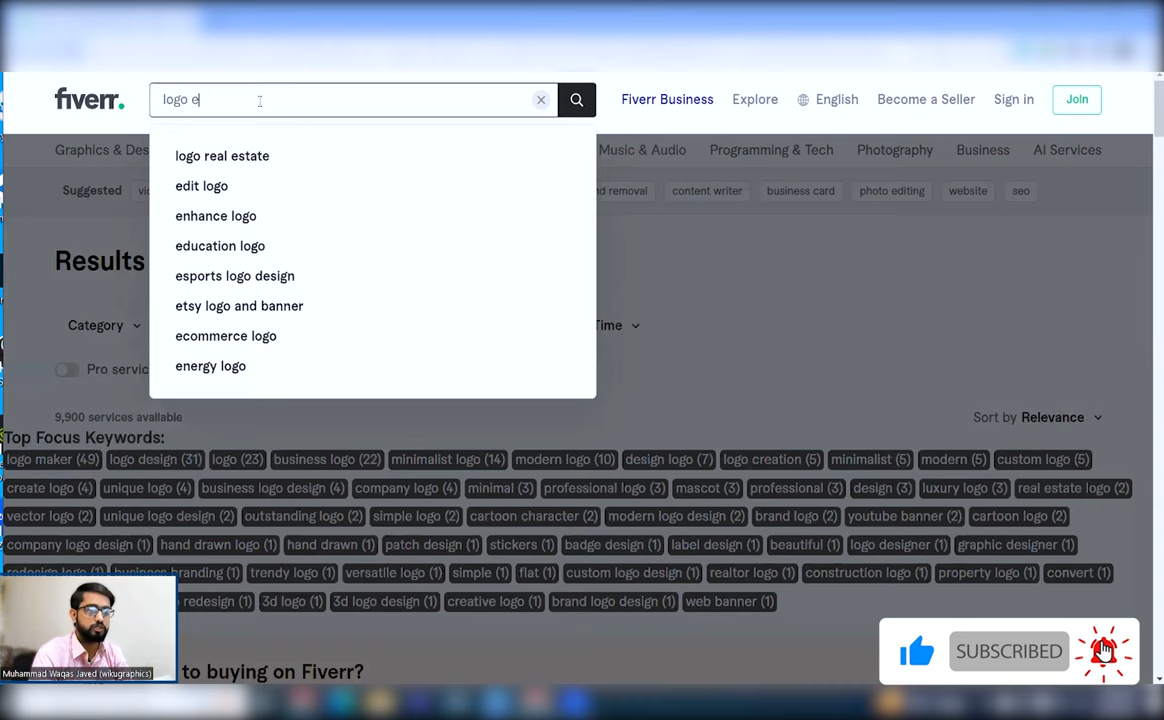 fiverr.
logo e
Fiverr Business
Explore
English
Become a Seller
Sign in
Join
logo real estate
edit logo
enhance logo
education logo
esports logo design
etsy logo and banner
ecommerce logo
energy logo
Graphics & Des
Music & Audio
Programming & Tech
Photography
Business
AI Services
Suggested
nd removal
content writer
business card
photo editing
website
seo
Results
Category
Time
Pro servic
9,900 services available
Sort by Relevance
Top Focus Keywords:
logo maker (49) logo design (31) logo (23) business logo (22) minimalist logo (14) modern logo (10) design logo (7) logo creation (5) minimalist (5) modern (5) custom logo (5)
create logo (4) unique logo (4) business logo design (4) company logo (4) minimal (3) professional logo (3) mascot (3) professional (3) design (3) luxury logo (3) real estate logo (2)
vector logo (2) unique logo design (2) outstanding logo (2) simple logo (2) cartoon character (2) modern logo design (2) brand logo (2) youtube banner (2) cartoon logo (2)
company logo design (1) hand drawn logo (1) hand drawn (1) patch design (1) stickers (1) badge design (1) label design (1) beautiful (1) logo designer (1) graphic designer (1)
redesign logo (1) business branding (1) trendy logo (1) versatile logo (1) simple (1) flat (1) custom logo design (1) realtor logo (1) construction logo (1) property logo (1) convert (1)
redesign (1) 3d logo (1) 3d logo design (1) creative logo (1) brand logo design (1) web banner (1)
to buying on Fiverr?
Muhammad Waqas Javed (wikugraphics)
SUBSCRIBED